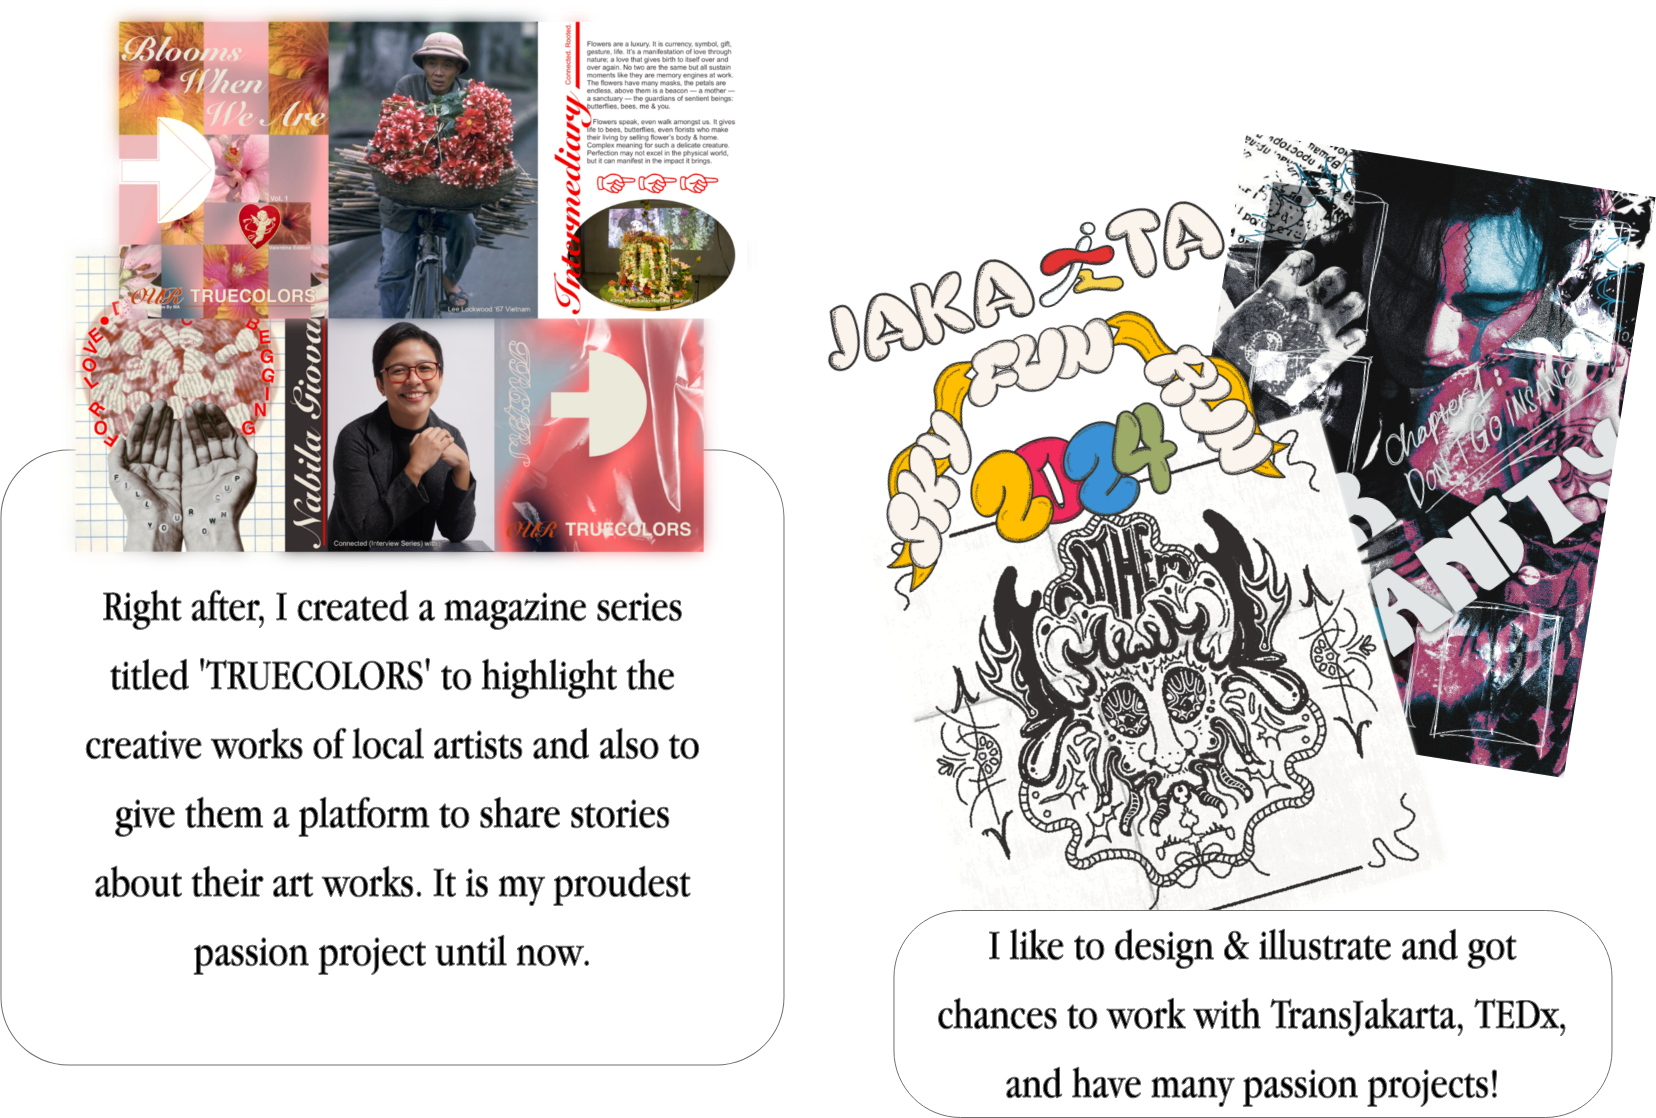 Blooms
When
We Are
Vol. 1
Valentine Edition
OUR TRUECOLORS
Lee Lockwood '67 Vietnam
Intermediary
Connected. Rooted.
Flowers are a luxury. It is currency, symbol, gift,
gesture, life. It's a manifestation of love through
nature; a love that gives birth to itself over and
over again. No two are the same but all sustain
moments like they are memory engines at work.
The flowers have many masks, the petals are
endless, above them is a beacon — a mother —
a sanctuary — the guardians of sentient beings:
butterflies, bees, me & you.
Flowers speak, even walk amongst us. It gives
life to bees, butterflies, even florists who make
their living by selling flower's body & home.
Complex meaning for such a delicate creature.
Perfection may not excel in the physical world,
but it can manifest in the impact it brings.
FOR LOVE
BEGGING
FILL YOUR OWN CUP
Nabila Giovan
Connected (Interview Series) with
OUR TRUECOLORS
Right after, I created a magazine series
titled 'TRUECOLORS' to highlight the
creative works of local artists and also to
give them a platform to share stories
about their art works. It is my proudest
passion project until now.
JAKA TA
FUN
RUN
2024
Chapter 1:
DON'T GO INSANE
I like to design & illustrate and got
chances to work with TransJakarta, TEDx,
and have many passion projects!